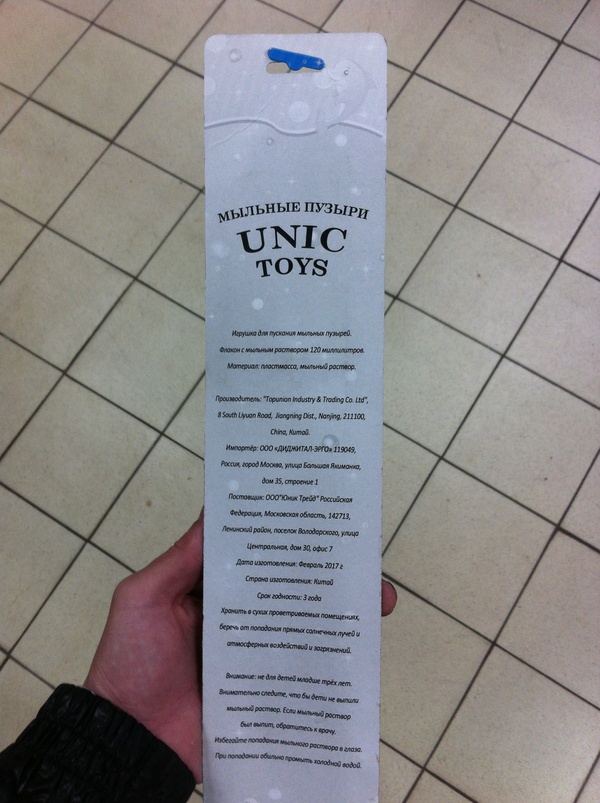 МЫЛЬНЫЕ ПУЗЫРИ
UNIC
TOYS
Игрушка для пускания мыльных пузырей.
Флакон с мыльным раствором 120 миллилитров.
Материал: пластмасса, мыльный раствор.
Производитель: "Topunion Industry & Trading Co. Ltd",
8 South Liyuan Road, Jiangning Dist., Nanjing, 211100,
China, Китай.
Импортёр: ООО «ДИДЖИТАЛ-ЭРГО» 119049,
Россия, город Москва, улица Большая Якиманка,
дом 35, строение 1
Поставщик: ООО"Юник Трейд" Российская
Федерация, Московская область, 142713,
Ленинский район, поселок Володарского, улица
Центральная, дом 30, офис 7
Дата изготовления: Февраль 2017 г
Страна изготовления: Китай
Срок годности: 3 года
Хранить в сухих проветриваемых помещениях,
беречь от попадания прямых солнечных лучей и
атмосферных воздействий и загрязнений.
Внимание: не для детей младше трёх лет.
Внимательно следите, что бы дети не выпили
мыльный раствор. Если мыльный раствор
был выпит, обратитесь к врачу.
Избегайте попадания мыльного раствора в глаза.
При попадании обильно промыть холодной водой.